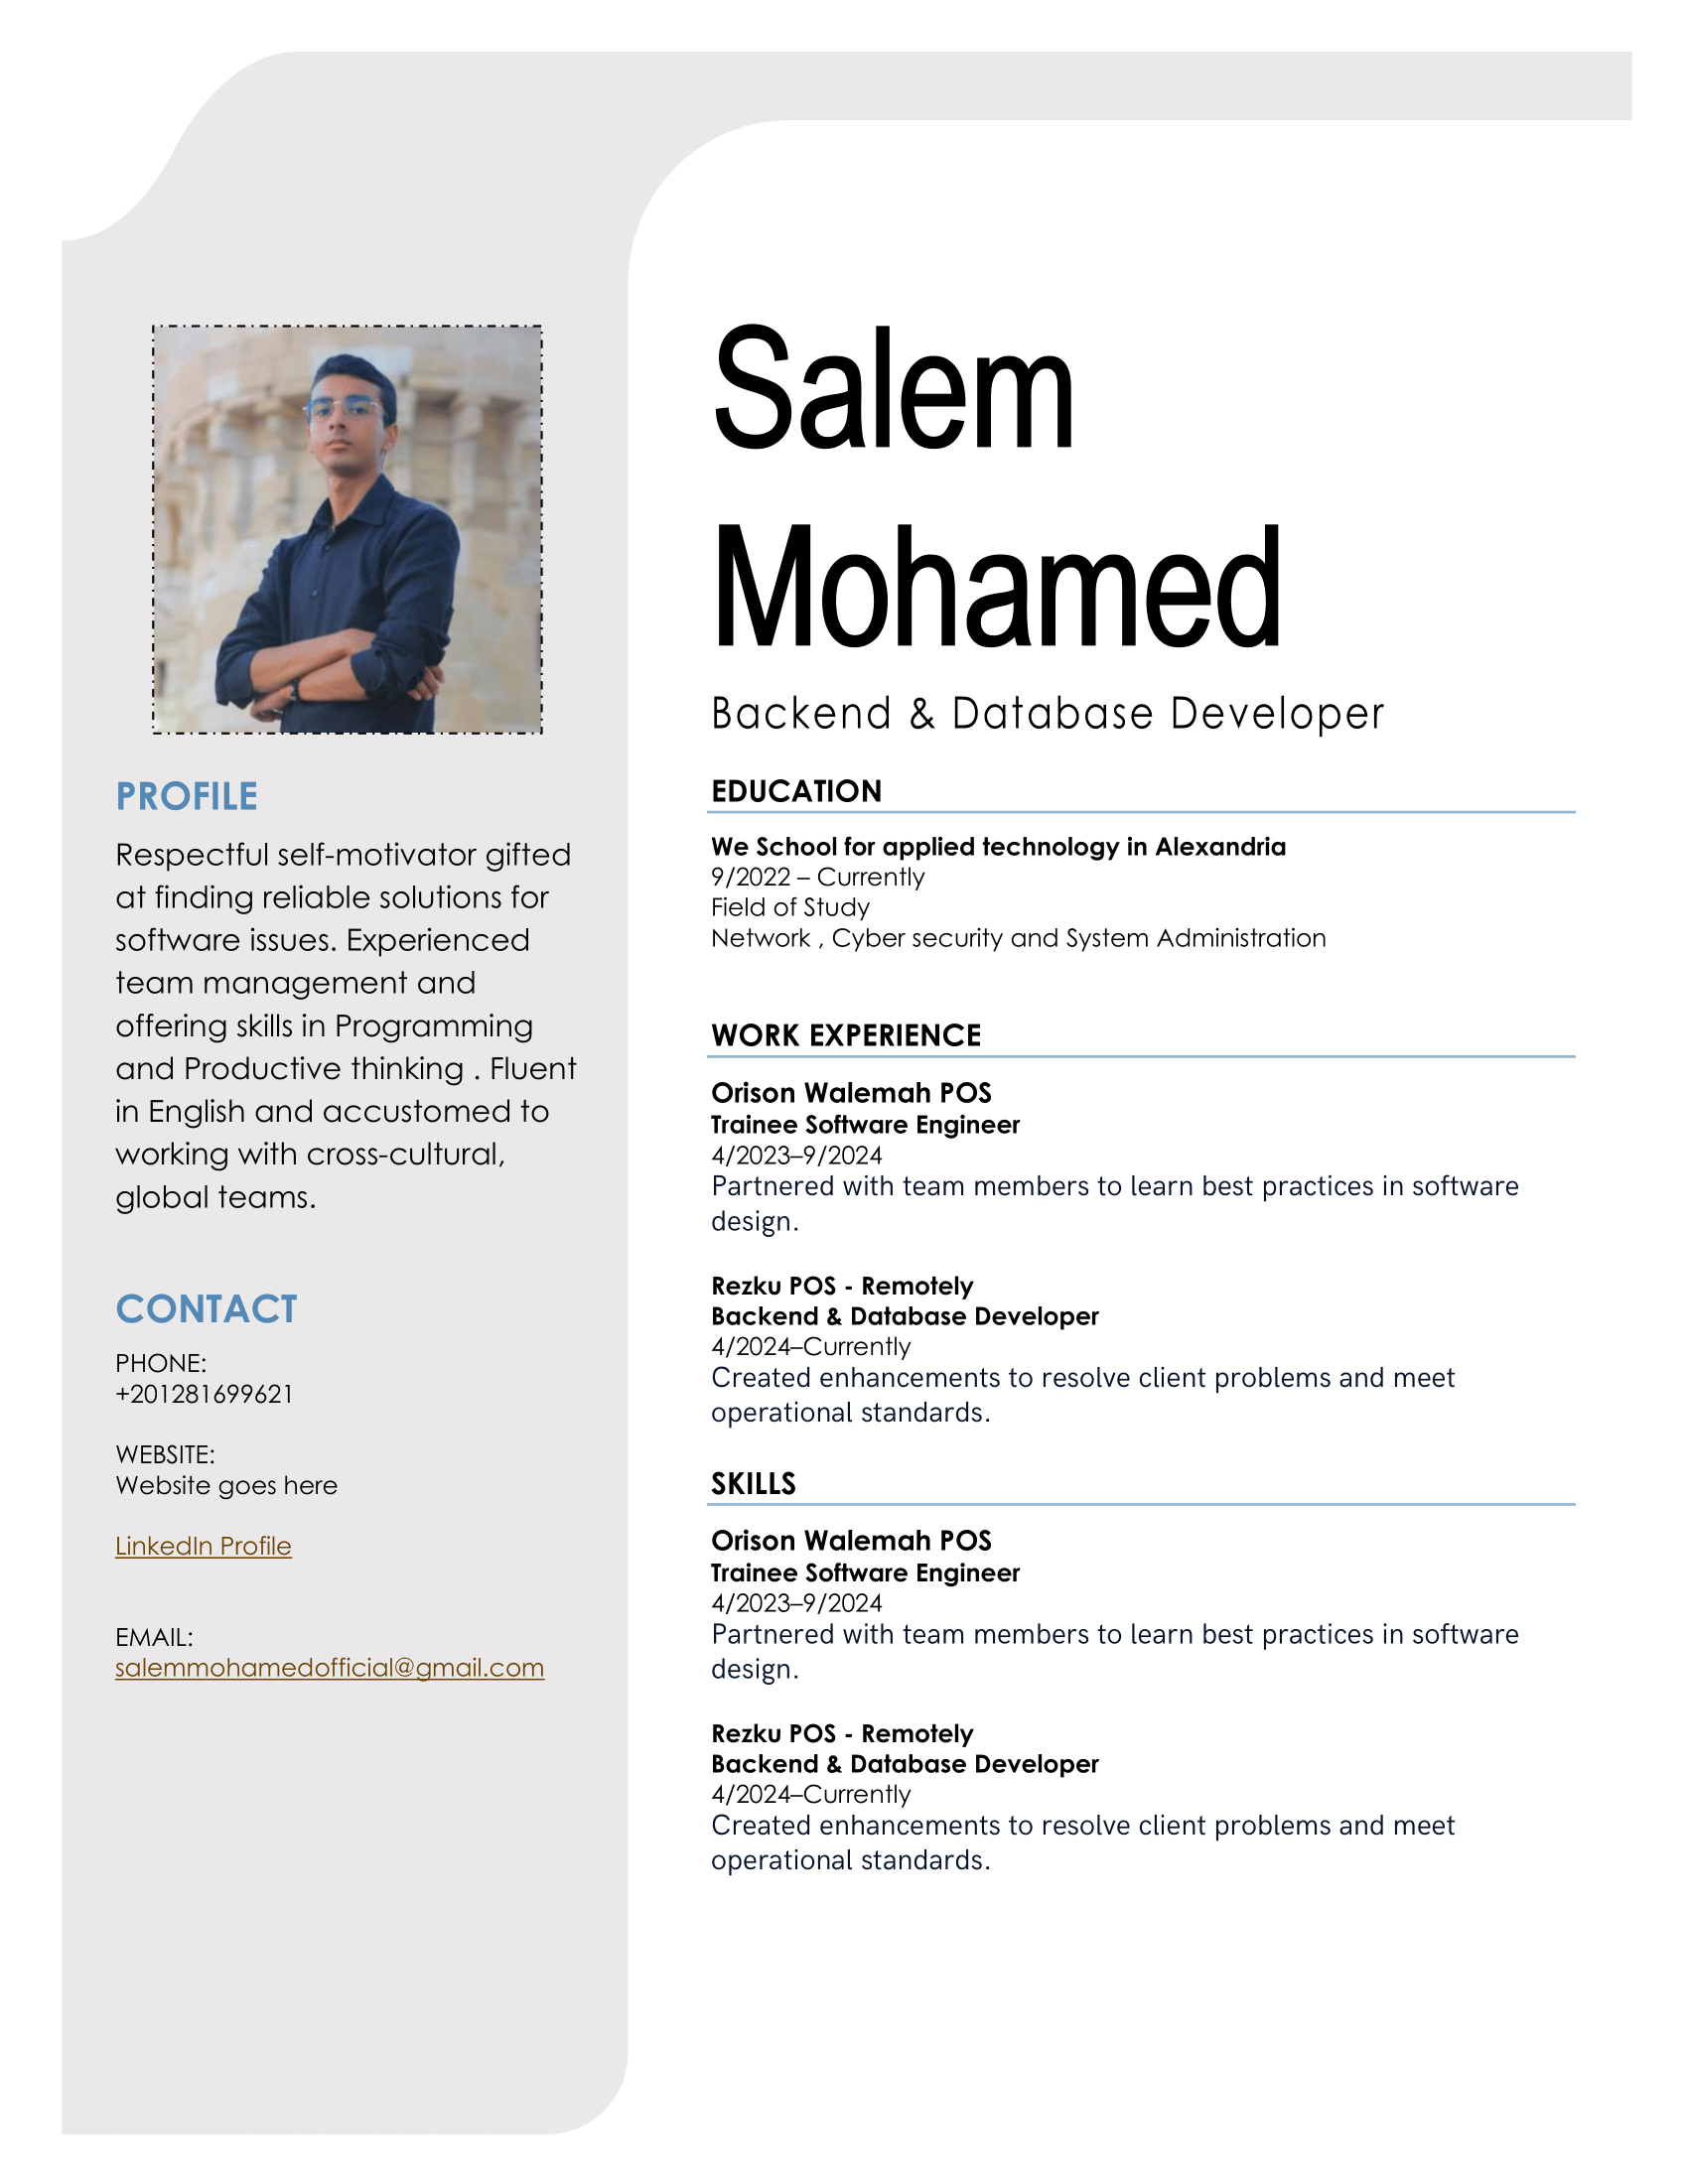 Salem
Mohamed
Backend & Database Developer
PROFILE
Respectful self-motivator gifted
at finding reliable solutions for
software issues. Experienced
team management and
offering skills in Programming
and Productive thinking . Fluent
in English and accustomed to
working with cross-cultural,
global teams.
CONTACT
PHONE:
+201281699621
WEBSITE:
Website goes here
LinkedIn Profile
EMAIL:
salemmohamedofficial@gmail.com
EDUCATION
We School for applied technology in Alexandria
9/2022 – Currently
Field of Study
Network , Cyber security and System Administration
WORK EXPERIENCE
Orison Walemah POS
Trainee Software Engineer
4/2023–9/2024
Partnered with team members to learn best practices in software
design.
Rezku POS - Remotely
Backend & Database Developer
4/2024–Currently
Created enhancements to resolve client problems and meet
operational standards.
SKILLS
Orison Walemah POS
Trainee Software Engineer
4/2023–9/2024
Partnered with team members to learn best practices in software
design.
Rezku POS - Remotely
Backend & Database Developer
4/2024–Currently
Created enhancements to resolve client problems and meet
operational standards.